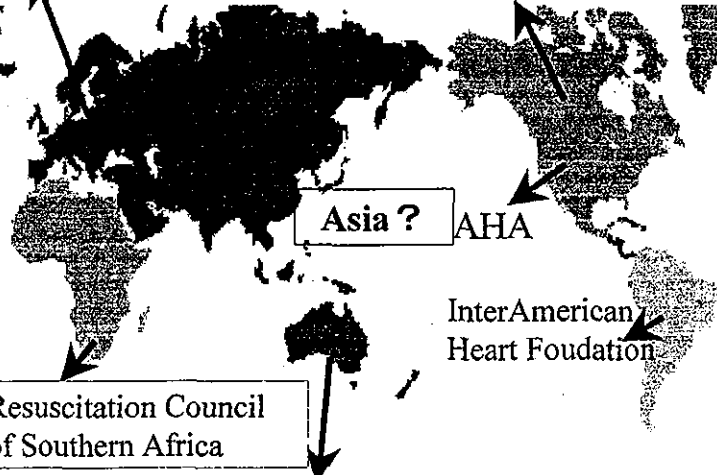 Asia ?
AHA
InterAmerican
Heart Foudation
Resuscitation Council
of Southern Africa